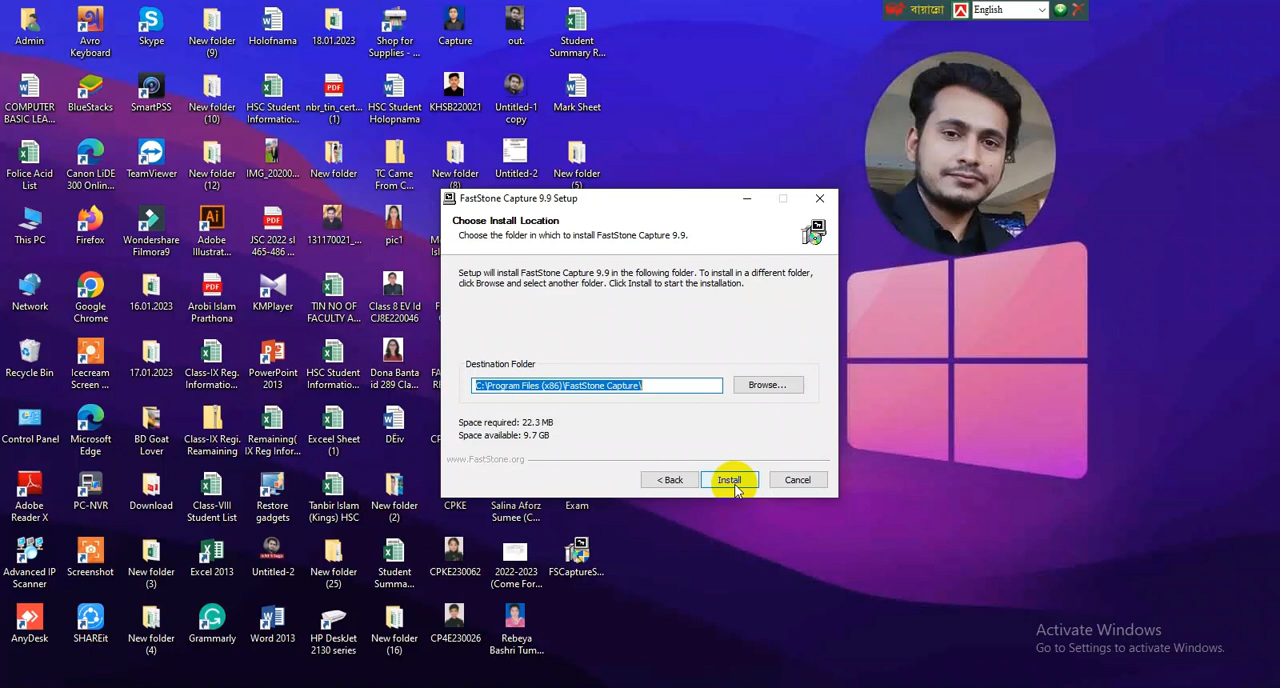 Admin
Avro
Keyboard
Skype
New folder
(9)
Holofnama
18.01.2023
Shop for
Supplies - ...
Capture
out.
Student
Summary R...
বায়ান্নো
English
COMPUTER
BASIC LEA...
BlueStacks
SmartPSS
New folder
(10)
HSC Student
Informatio...
nbr_tin_cert...
(1)
HSC Student
Holopnama
KHSB220021
Untitled-1
copy
Mark Sheet
Folice Acid
List
Canon LiDE
300 Onlin...
TeamViewer
New folder
(12)
IMG_20200...
New folder
TC Came
From C...
New folder
(8)
Untitled-2
New folder
(5)
This PC
Firefox
Wondershare
Filmora9
Adobe
Illustrat...
JSC 2022 sl
465-486 ...
131170021_...
pic1
Network
Google
Chrome
16.01.2023
Arobi Islam
Prarthona
KMPlayer
TIN NO OF
FACULTY A...
Class 8 EV Id
CJ8E220046
Recycle Bin
Icecream
Screen ...
17.01.2023
Class-IX Reg.
Informatio...
PowerPoint
2013
HSC Student
Informatio...
Dona Banta
id 289 Cla...
Control Panel
Microsoft
Edge
BD Goat
Lover
Class-IX Regi.
Reamaining
Remaining(
IX Reg Infor...
Exceel Sheet
(1)
DEiv
Adobe
Reader X
PC-NVR
Download
Class-VIII
Student List
Restore
gadgets
Tanbir Islam
(Kings) HSC
New folder
(2)
CPKE
Salina Aforz
Sumee (C...
Exam
Advanced IP
Scanner
Screenshot
New folder
(3)
Excel 2013
Untitled-2
New folder
(25)
Student
Summa...
CPKE230062
2022-2023
(Come For...
FSCaptureS...
AnyDesk
SHAREit
New folder
(4)
Grammarly
Word 2013
HP DeskJet
2130 series
New folder
(16)
CP4E230026
Rebeya
Bashri Tum...
FastStone Capture 9.9 Setup
Choose Install Location
Choose the folder in which to install FastStone Capture 9.9.
Setup will install FastStone Capture 9.9 in the following folder. To install in a different folder,
click Browse and select another folder. Click Install to start the installation.
Destination Folder
C:\Program Files (x86)\FastStone Capture\
Browse...
Space required: 22.3 MB
Space available: 9.7 GB
www.FastStone.org
< Back
Install
Cancel
Activate Windows
Go to Settings to activate Windows.